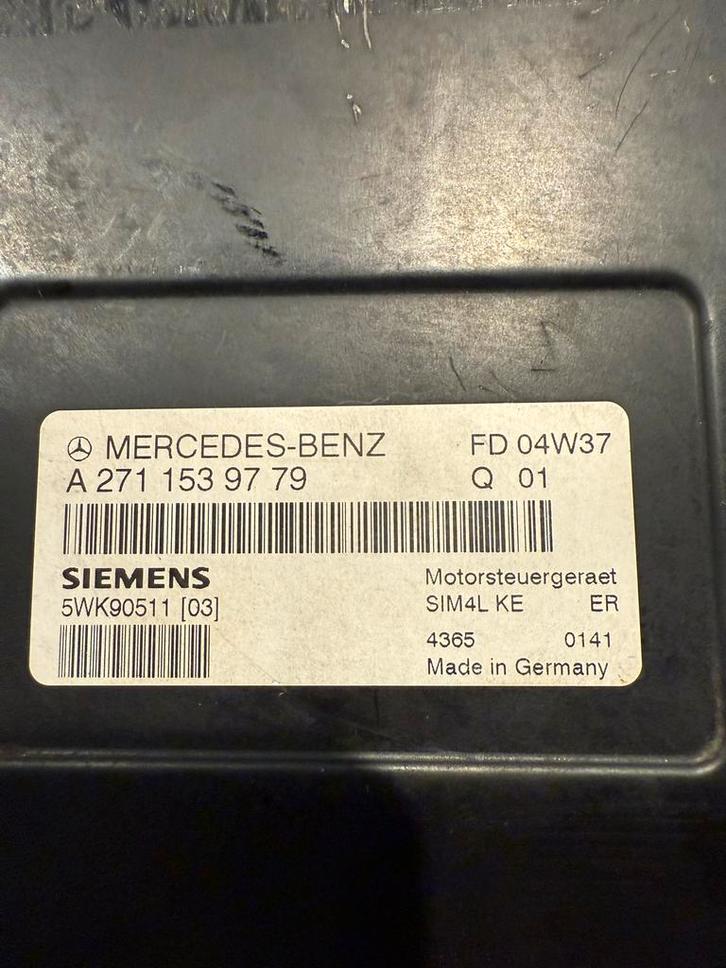 MERCEDES-BENZ FD 04W37
A 271 153 97 79 Q 01
SIEMENS Motorsteuergeraet
5WK90511 [03] SIM4L KE ER
4365 0141
Made in Germany